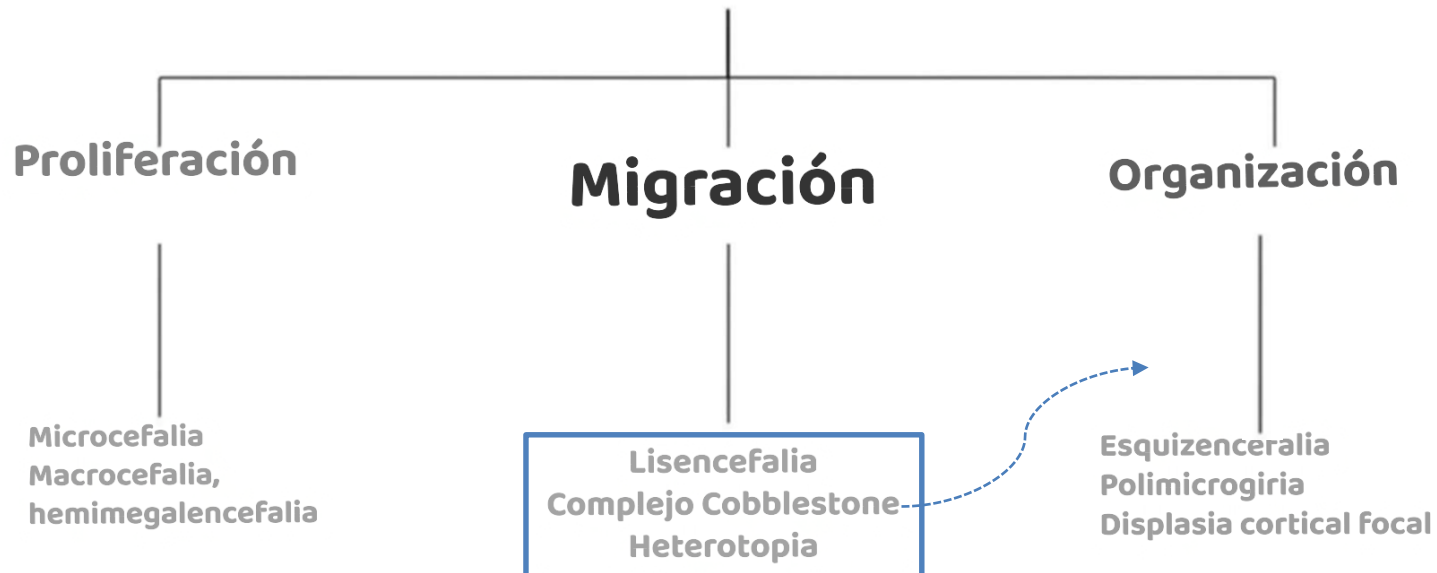 Proliferación
Migración
Organización
Microcefalia
Macrocefalia,
hemimegalencefalia
Lisencefalia
Complejo Cobblestone
Heterotopia
Esquizenceralia
Polimicrogiria
Displasia cortical focal